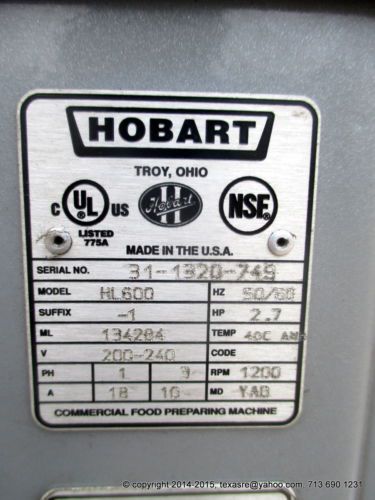 HOBART
TROY, OHIO
C UL US Hobart NSF
LISTED
775A
MADE IN THE U.S.A.
SERIAL NO. 31-1320-749
MODEL HL600 HZ 50/60
SUFFIX -1 HP 2.7
ML 134284 TEMP 40C AMB
V 200-240 CODE
PH 1 3 RPM 1200
A 18 10 MD YAB
COMMERCIAL FOOD PREPARING MACHINE
© copyright 2014-2015, texasre@yahoo.com 713 690 1231